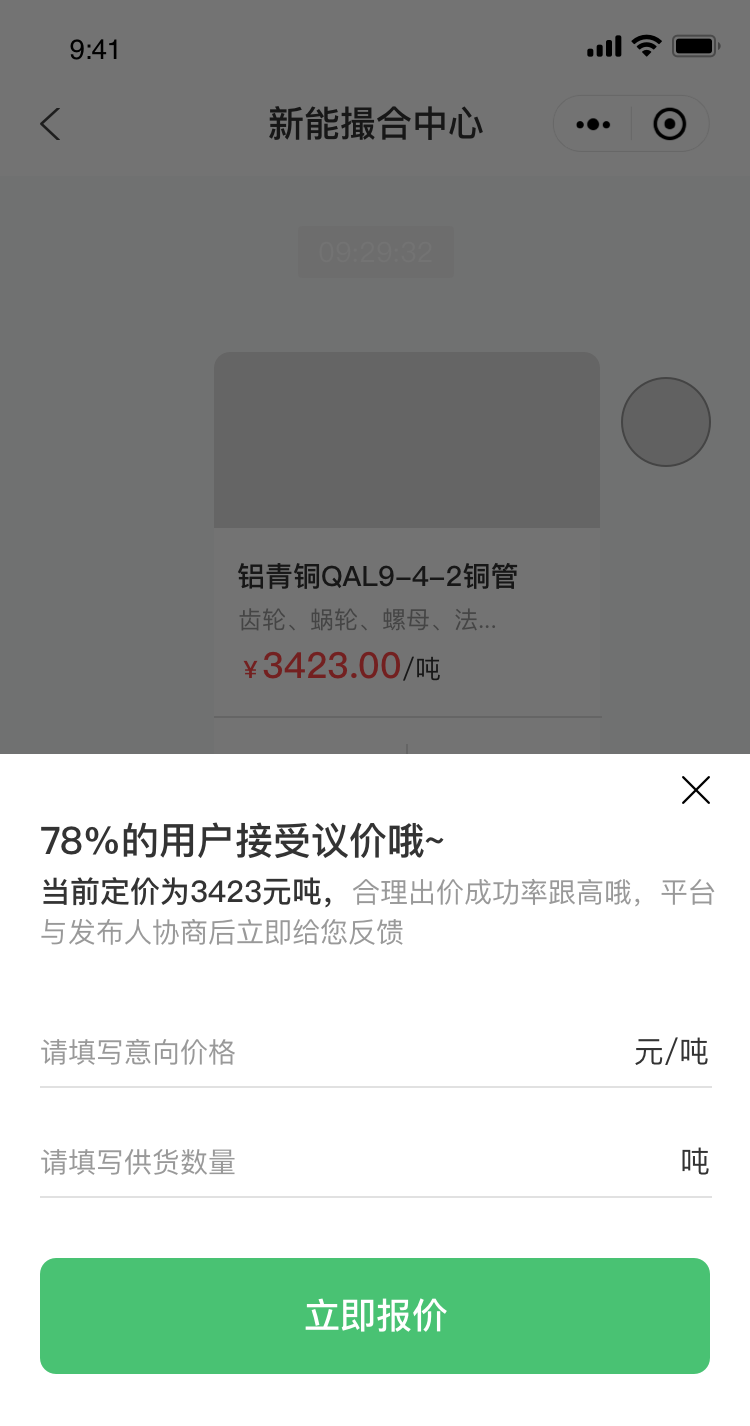 9:41
新能撮合中心
09:29:32
铝青铜QAL9-4-2铜管
齿轮、蜗轮、螺母、法...
¥3423.00/吨
78%的用户接受议价哦~
当前定价为3423元吨，合理出价成功率跟高哦，平台
与发布人协商后立即给您反馈
请填写意向价格 元/吨
请填写供货数量 吨
立即报价